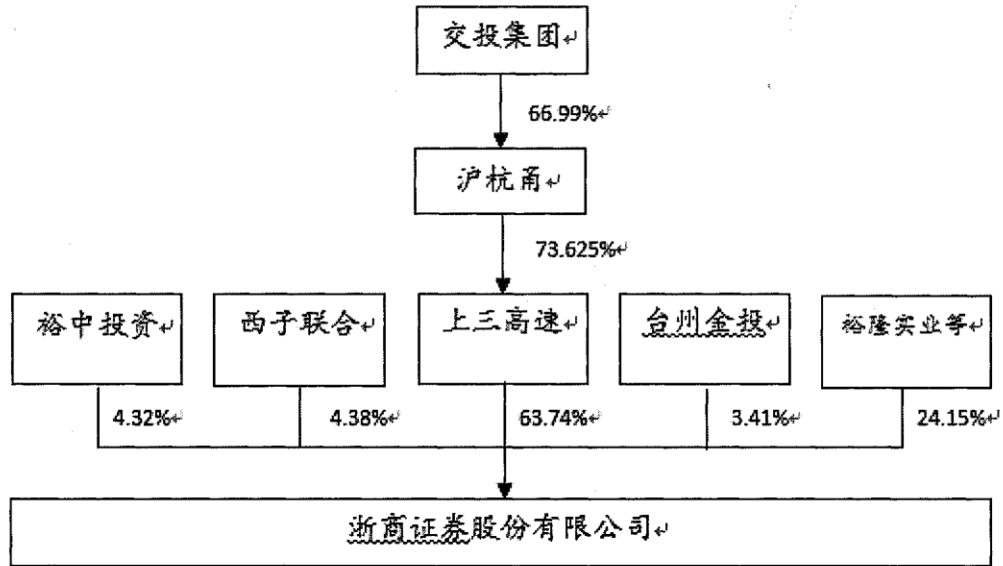 交投集团
66.99%
沪杭甬
73.625%
裕中投资
西子联合
上三高速
台州金投
裕隆实业等
4.32%
4.38%
63.74%
3.41%
24.15%
浙商证券股份有限公司